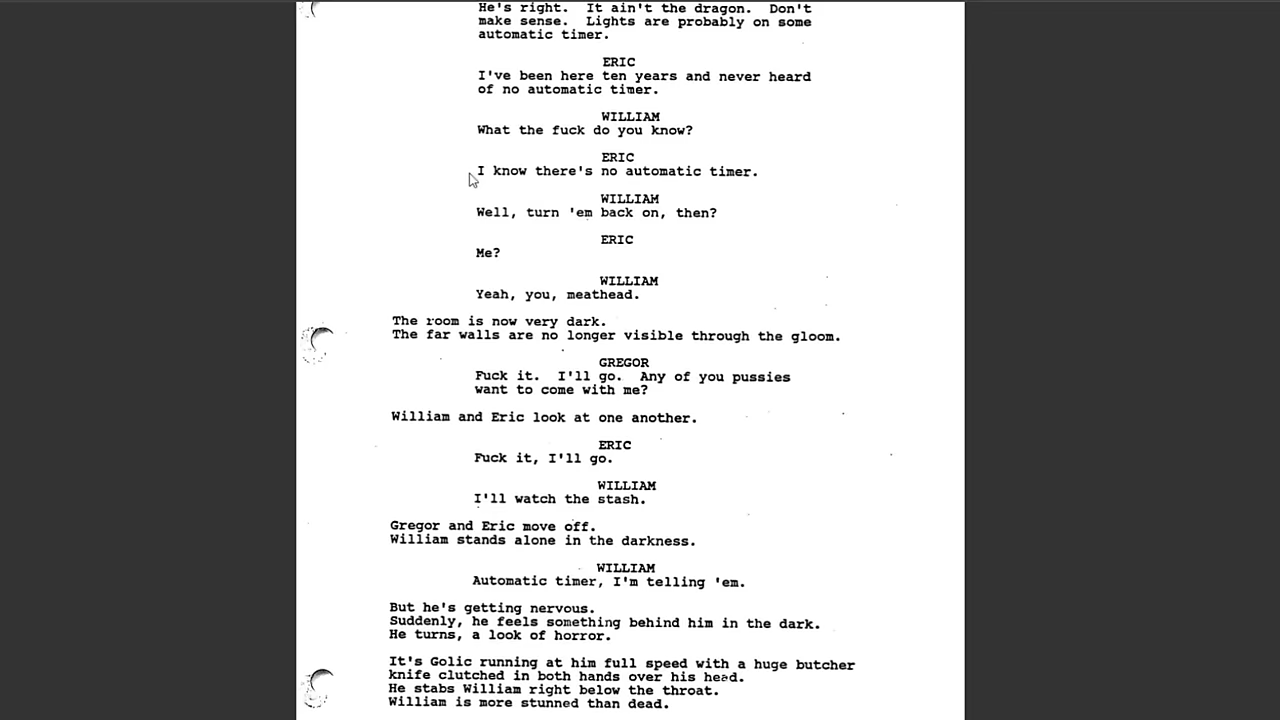 He's right.  It ain't the dragon.  Don't
make sense.  Lights are probably on some
automatic timer.
ERIC
I've been here ten years and never heard
of no automatic timer.
WILLIAM
What the fuck do you know?
ERIC
I know there's no automatic timer.
WILLIAM
Well, turn 'em back on, then?
ERIC
Me?
WILLIAM
Yeah, you, meathead.
The room is now very dark.
The far walls are no longer visible through the gloom.
GREGOR
Fuck it.  I'll go.  Any of you pussies
want to come with me?
William and Eric look at one another.
ERIC
Fuck it, I'll go.
WILLIAM
I'll watch the stash.
Gregor and Eric move off.
William stands alone in the darkness.
WILLIAM
Automatic timer, I'm telling 'em.
But he's getting nervous.
Suddenly, he feels something behind him in the dark.
He turns, a look of horror.
It's Golic running at him full speed with a huge butcher
knife clutched in both hands over his head.
He stabs William right below the throat.
William is more stunned than dead.